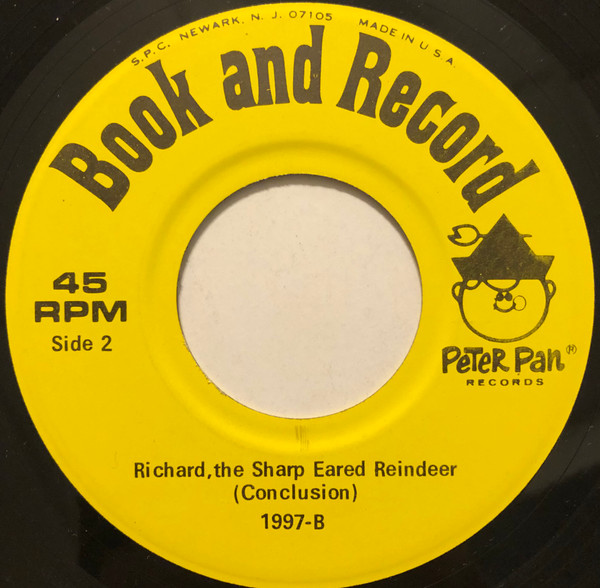 S.P.C. NEWARK, N. J. 07105 MADE IN U.S.A.
Book and Record
45
RPM
Side 2
PETER Pan ®
RECORDS
Richard,the Sharp Eared Reindeer
(Conclusion)
1997-B